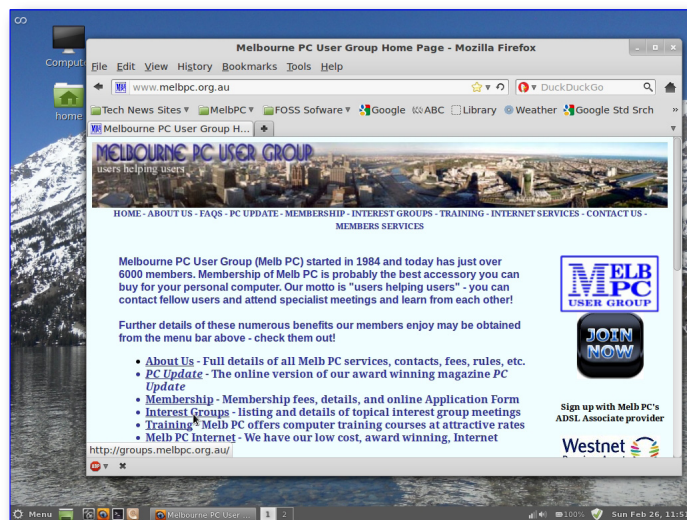 Computer
home
Melbourne PC User Group Home Page - Mozilla Firefox
File Edit View History Bookmarks Tools Help
www.melbpc.org.au
DuckDuckGo
Tech News Sites MelbPC FOSS Sofware Google ABC Library Weather Google Std Srch »
Melbourne PC User Group H...
MELBOURNE PC USER GROUP
users helping users
HOME - ABOUT US - FAQS - PC UPDATE - MEMBERSHIP - INTEREST GROUPS - TRAINING - INTERNET SERVICES - CONTACT US -
MEMBERS SERVICES
Melbourne PC User Group (Melb PC) started in 1984 and today has just over
6000 members. Membership of Melb PC is probably the best accessory you can
buy for your personal computer. Our motto is "users helping users" - you can
contact fellow users and attend specialist meetings and learn from each other!
Further details of these numerous benefits our members enjoy may be obtained
from the menu bar above - check them out!
• About Us - Full details of all Melb PC services, contacts, fees, rules, etc.
• PC Update - The online version of our award winning magazine PC
Update
• Membership - Membership fees, details, and online Application Form
• Interest Groups - listing and details of topical interest group meetings
• Training - Melb PC offers computer training courses at attractive rates
• Melb PC Internet - We have our low cost, award winning, Internet
MELB
PC
USER GROUP
JOIN
NOW
Sign up with Melb PC's
ADSL Associate provider
Westnet
http://groups.melbpc.org.au/
ABP
Menu
Melbourne PC User ...
1 2
100%
Sun Feb 26, 11:5